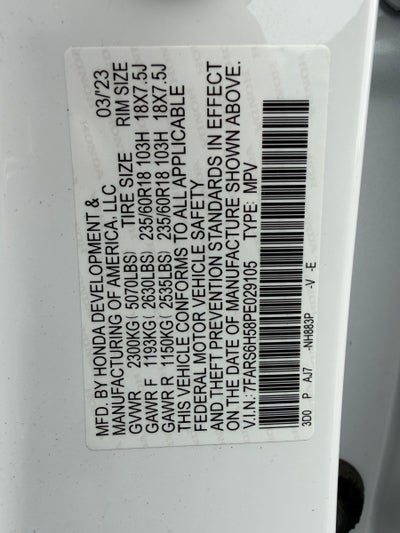 MFD. BY HONDA DEVELOPMENT & 03/'23
MANUFACTURING OF AMERICA, LLC
TIRE SIZE RIM SIZE
GVWR 2300KG ( 5070LBS)
GAWR F 1193KG ( 2630LBS) 235/60R18 103H 18X7.5J
GAWR R 1150KG ( 2535LBS) 235/60R18 103H 18X7.5J
THIS VEHICLE CONFORMS TO ALL APPLICABLE
FEDERAL MOTOR VEHICLE SAFETY
AND THEFT PREVENTION STANDARDS IN EFFECT
ON THE DATE OF MANUFACTURE SHOWN ABOVE.
V.I.N: 7FARS6H58PE029105 TYPE: MPV
3D0 P AJ7 -NH883P -V -E